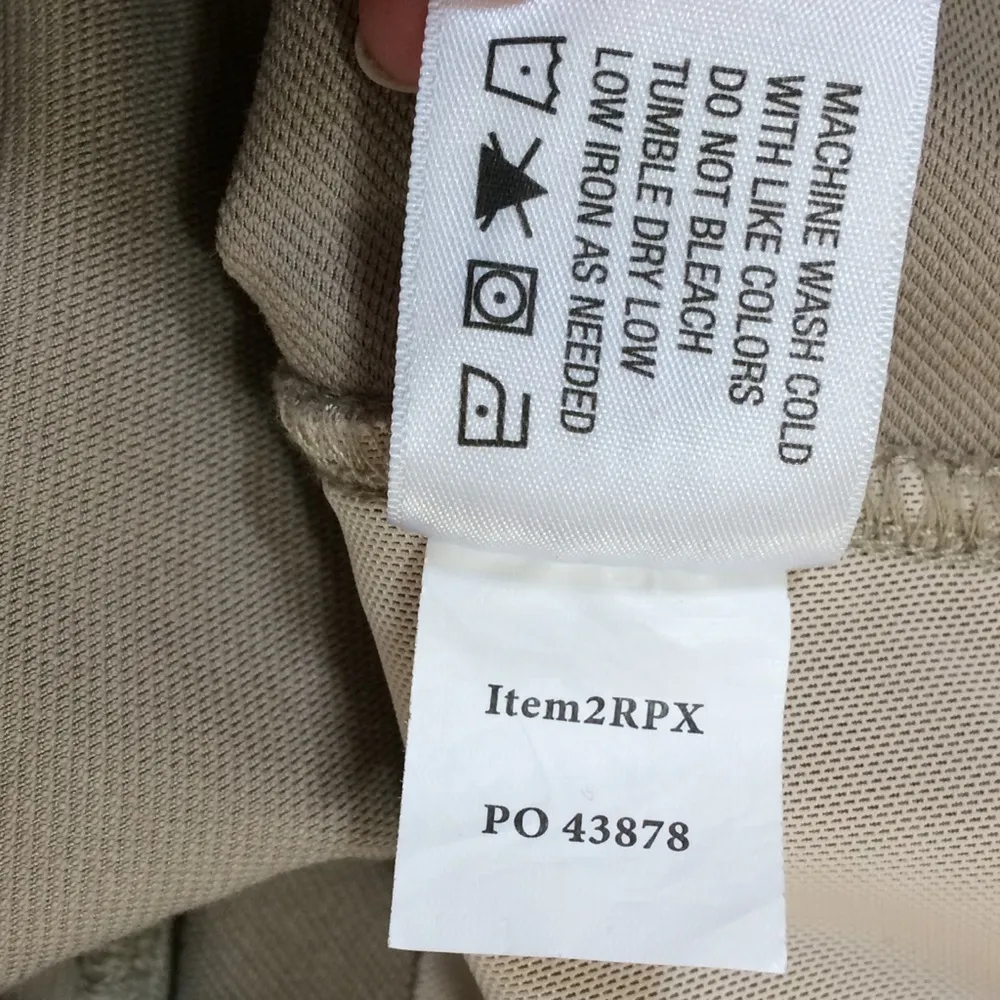 MACHINE WASH COLD
WITH LIKE COLORS
DO NOT BLEACH
TUMBLE DRY LOW
LOW IRON AS NEEDED
Item2RPX
PO 43878